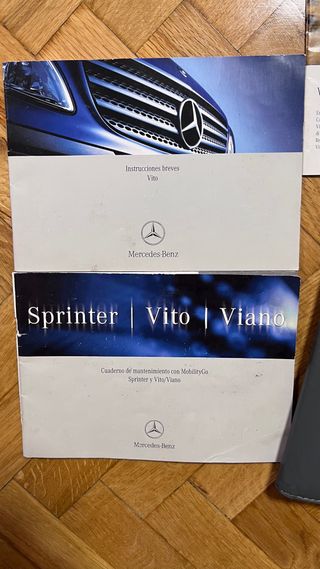 Instrucciones breves
Vito
Mercedes-Benz
Sprinter | Vito | Viano
Cuaderno de mantenimiento con MobilityGo
Sprinter y Vito/Viano
Mercedes-Benz